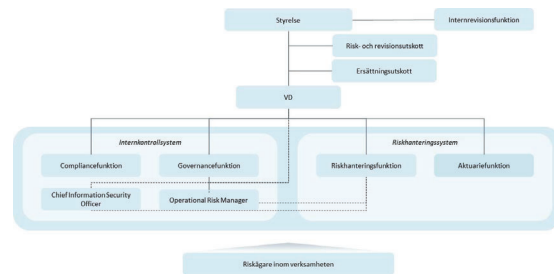 Styrelse
Internrevisionsfunktion
Risk- och revisionsutskott
Ersättningsutskott
VD
Internkontrollsystem
Riskhanteringssystem
Compliancefunktion
Governancefunktion
Riskhanteringsfunktion
Aktuariefunktion
Chief Information Security
Officer
Operational Risk Manager
Riskägare inom verksamheten